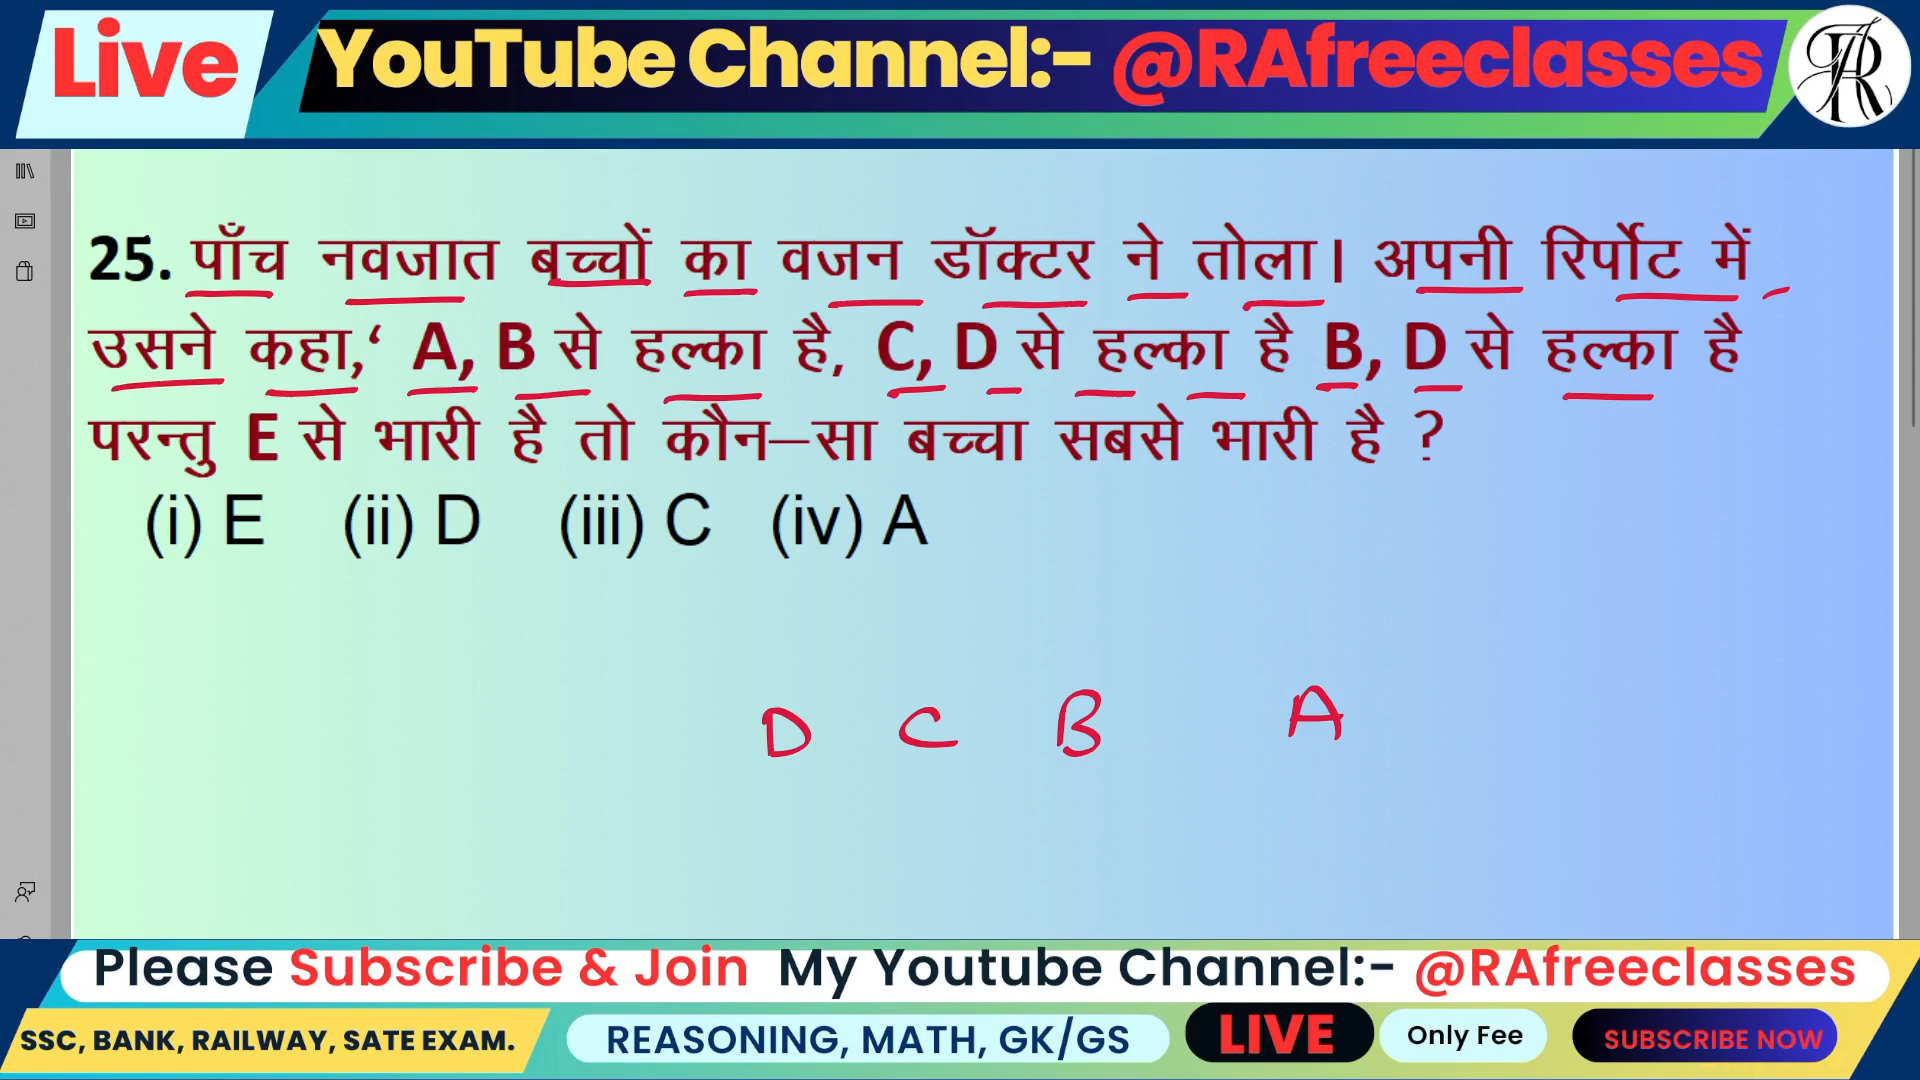 Live
YouTube Channel:- @RAfreeclasses
25. पाँच नवजात बच्चों का वजन डॉक्टर ने तोला। अपनी रिर्पोट में
उसने कहा,‘ A, B से हल्का है, C, D से हल्का है B, D से हल्का है
परन्तु E से भारी है तो कौन–सा बच्चा सबसे भारी है ?
(i) E (ii) D (iii) C (iv) A
D C B A
Please Subscribe & Join My Youtube Channel:- @RAfreeclasses
SSC, BANK, RAILWAY, SATE EXAM. REASONING, MATH, GK/GS LIVE Only Fee SUBSCRIBE NOW